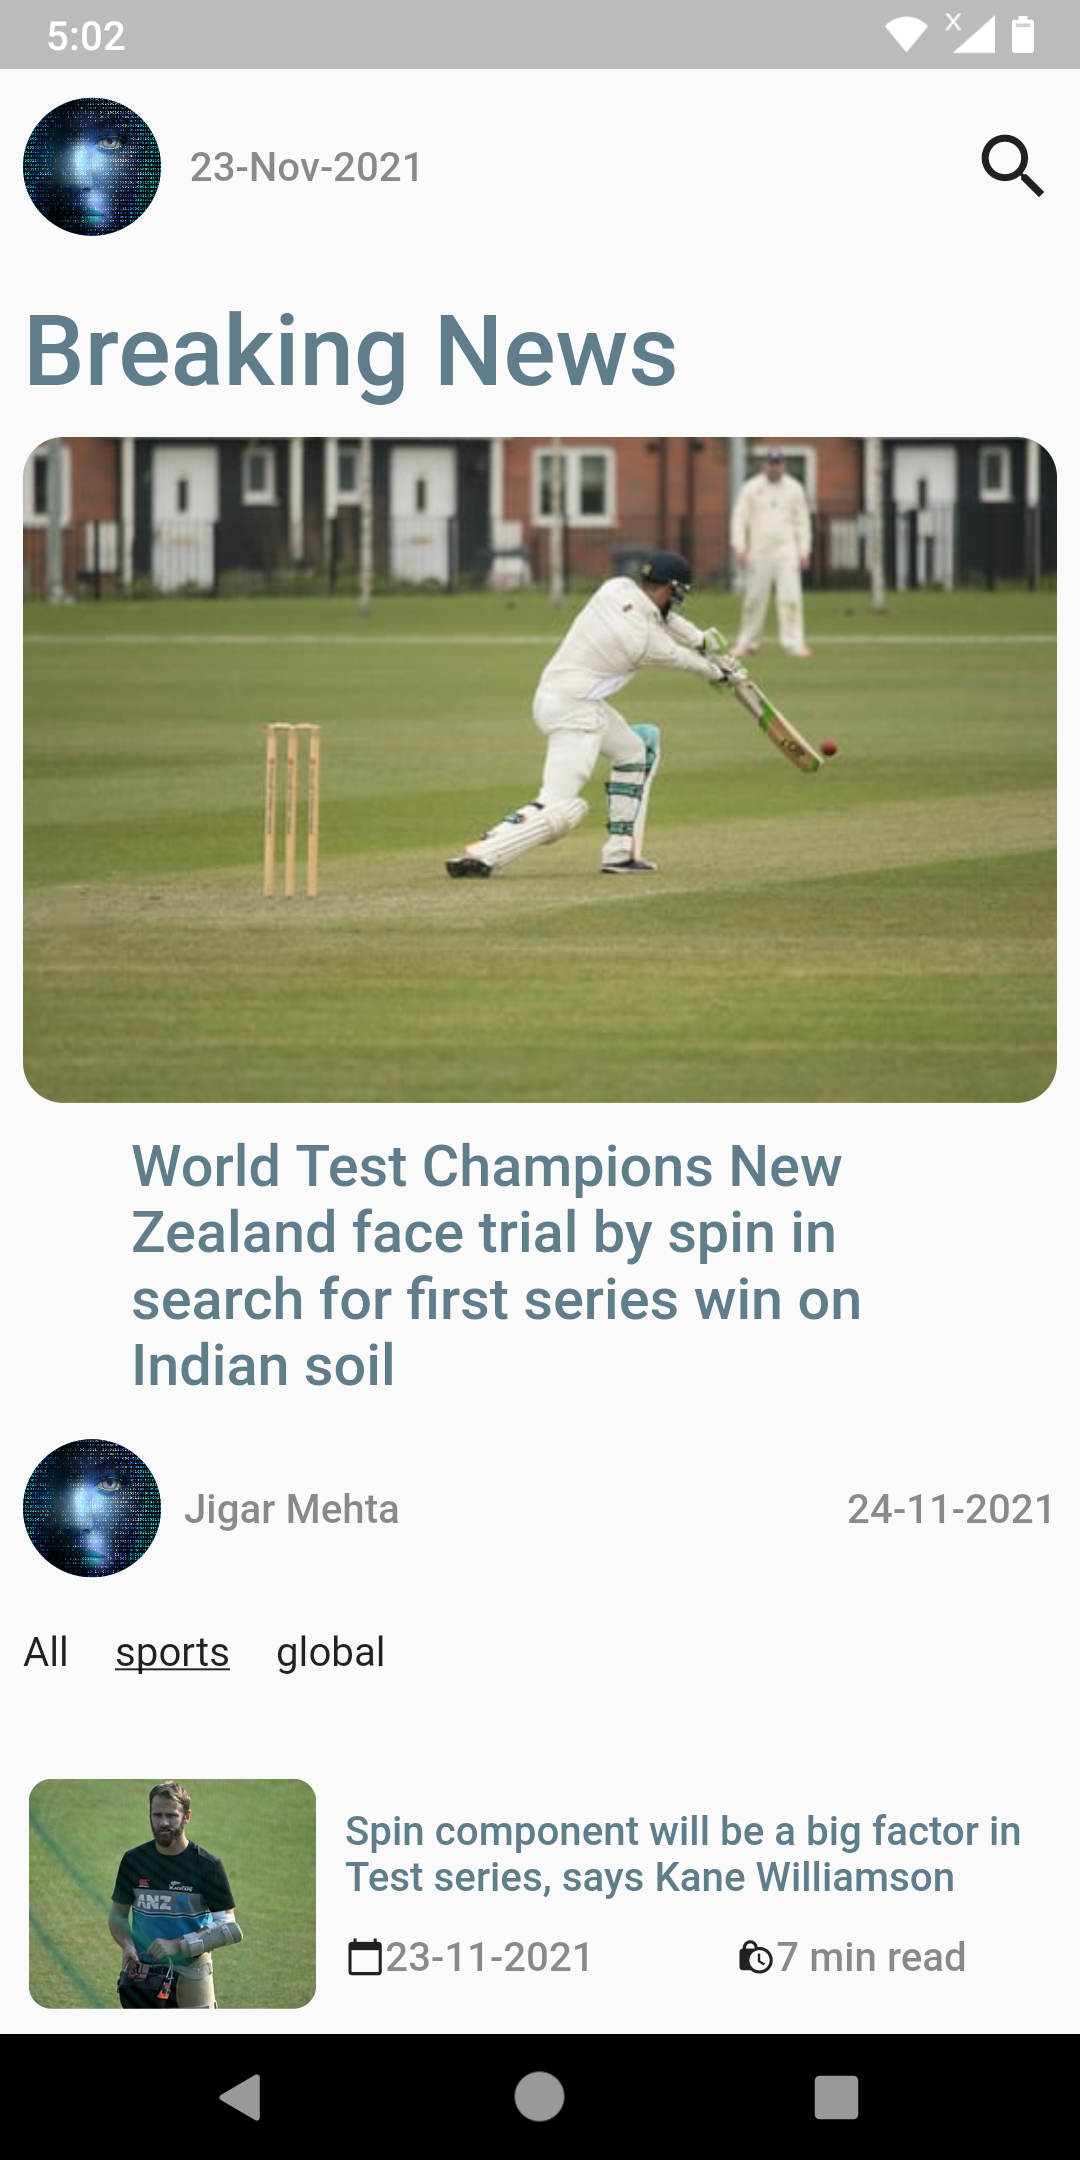 5:02
23-Nov-2021
Breaking News
World Test Champions New
Zealand face trial by spin in
search for first series win on
Indian soil
Jigar Mehta
24-11-2021
All sports global
ANZ
Spin component will be a big factor in
Test series, says Kane Williamson
23-11-2021 7 min read